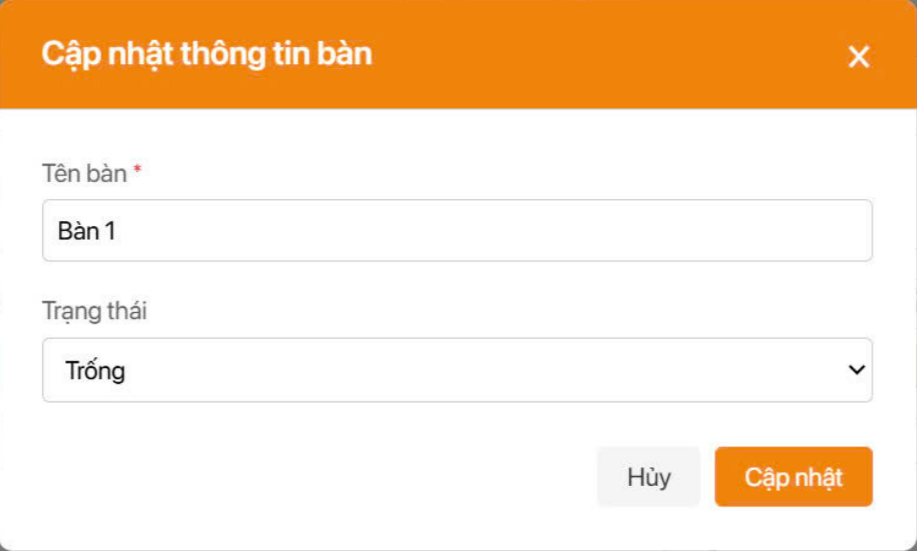 Cập nhật thông tin bàn
Tên bàn *
Bàn 1
Trạng thái
Trống
Hủy
Cập nhật